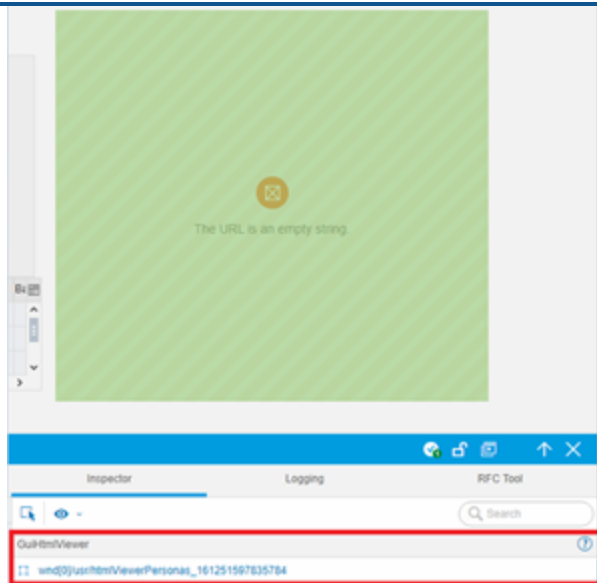 The URL is an empty string.
Inspector
Logging
RFC Tool
Search
GuiHtmlViewer
wnd[0]/usr/htmlViewerPersonas_161251597835784